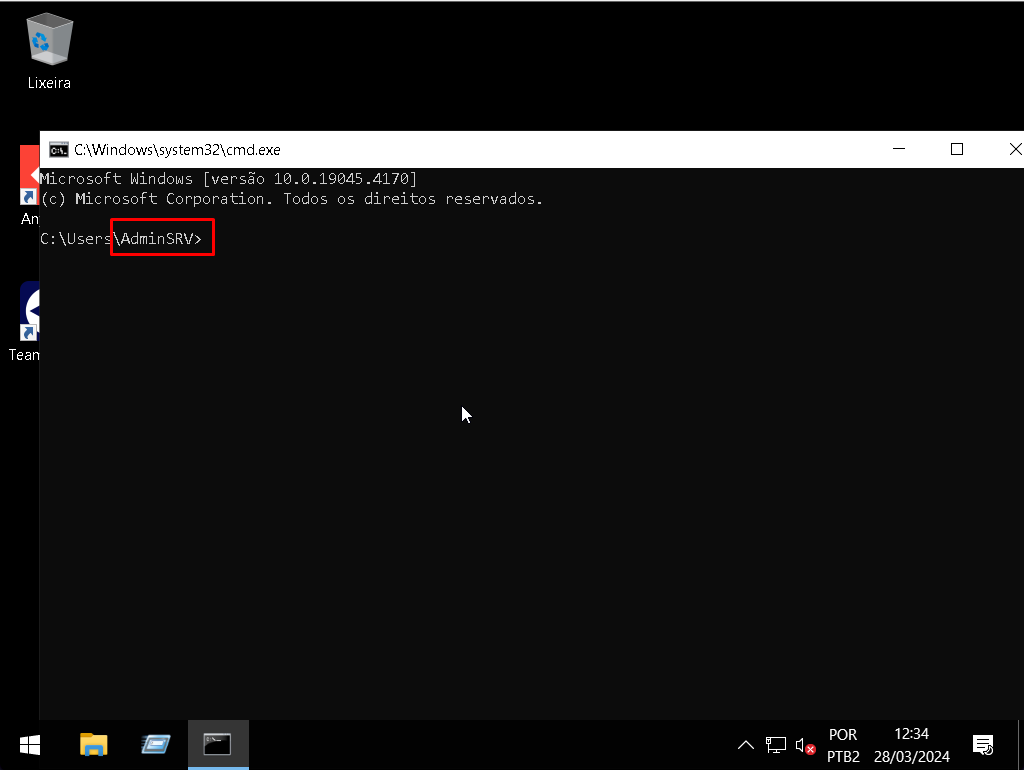 Lixeira
C:\Windows\system32\cmd.exe
Microsoft Windows [versão 10.0.19045.4170]
(c) Microsoft Corporation. Todos os direitos reservados.
An
C:\Users\AdminSRV>
Team
POR
PTB2
12:34
28/03/2024